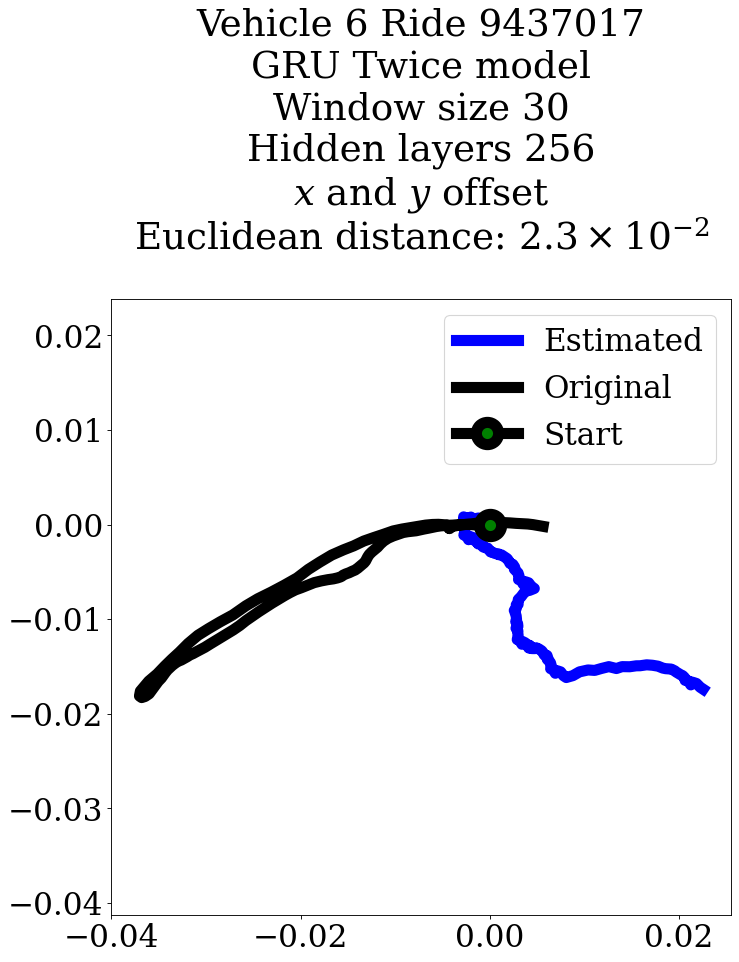 Vehicle 6 Ride 9437017
GRU Twice model
Window size 30
Hidden layers 256
x and y offset
Euclidean distance: 2.3 × 10⁻²
Estimated
Original
Start
0.02
0.01
0.00
−0.01
−0.02
−0.03
−0.04
−0.04
−0.02
0.00
0.02